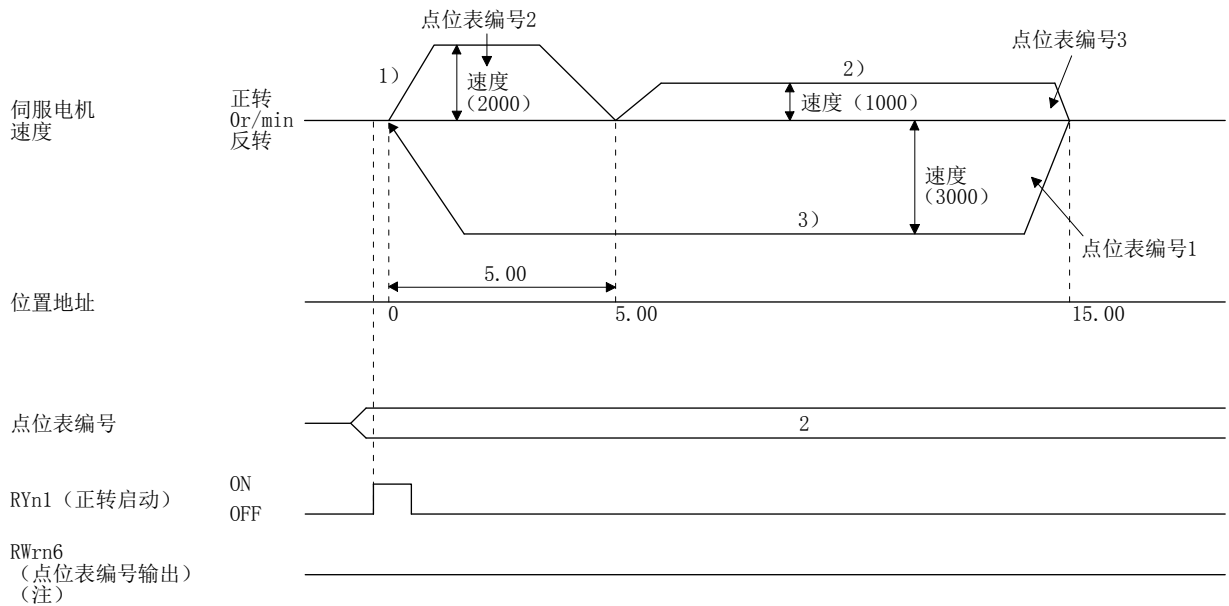 点位表编号2
点位表编号3
1)
2)
伺服电机
速度
正转
0r/min
反转
速度
(2000)
速度（1000）
速度
(3000)
3)
点位表编号1
5.00
位置地址
0
5.00
15.00
点位表编号
2
RYn1（正转启动）
ON
OFF
RWrn6
（点位表编号输出）
（注）